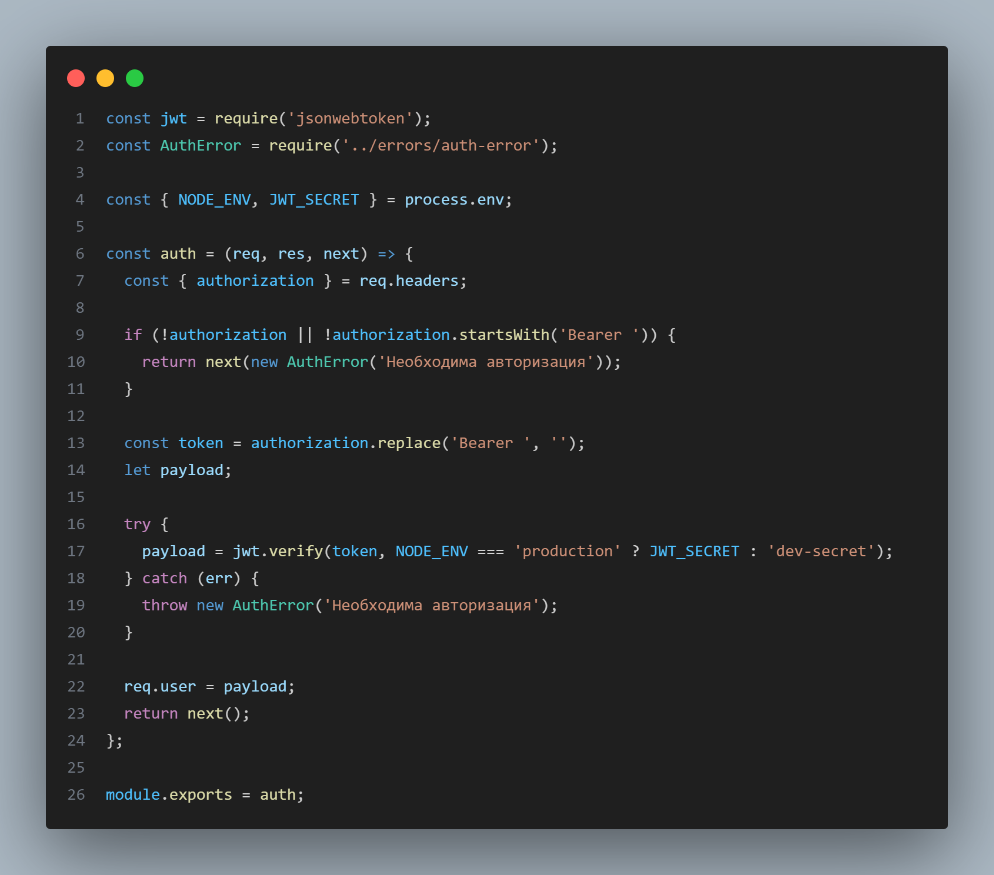 1 const jwt = require('jsonwebtoken');
2 const AuthError = require('../errors/auth-error');
3
4 const { NODE_ENV, JWT_SECRET } = process.env;
5
6 const auth = (req, res, next) => {
7   const { authorization } = req.headers;
8
9   if (!authorization || !authorization.startsWith('Bearer ')) {
10     return next(new AuthError('Необходима авторизация'));
11   }
12
13   const token = authorization.replace('Bearer ', '');
14   let payload;
15
16   try {
17     payload = jwt.verify(token, NODE_ENV === 'production' ? JWT_SECRET : 'dev-secret');
18   } catch (err) {
19     throw new AuthError('Необходима авторизация');
20   }
21
22   req.user = payload;
23   return next();
24 };
25
26 module.exports = auth;